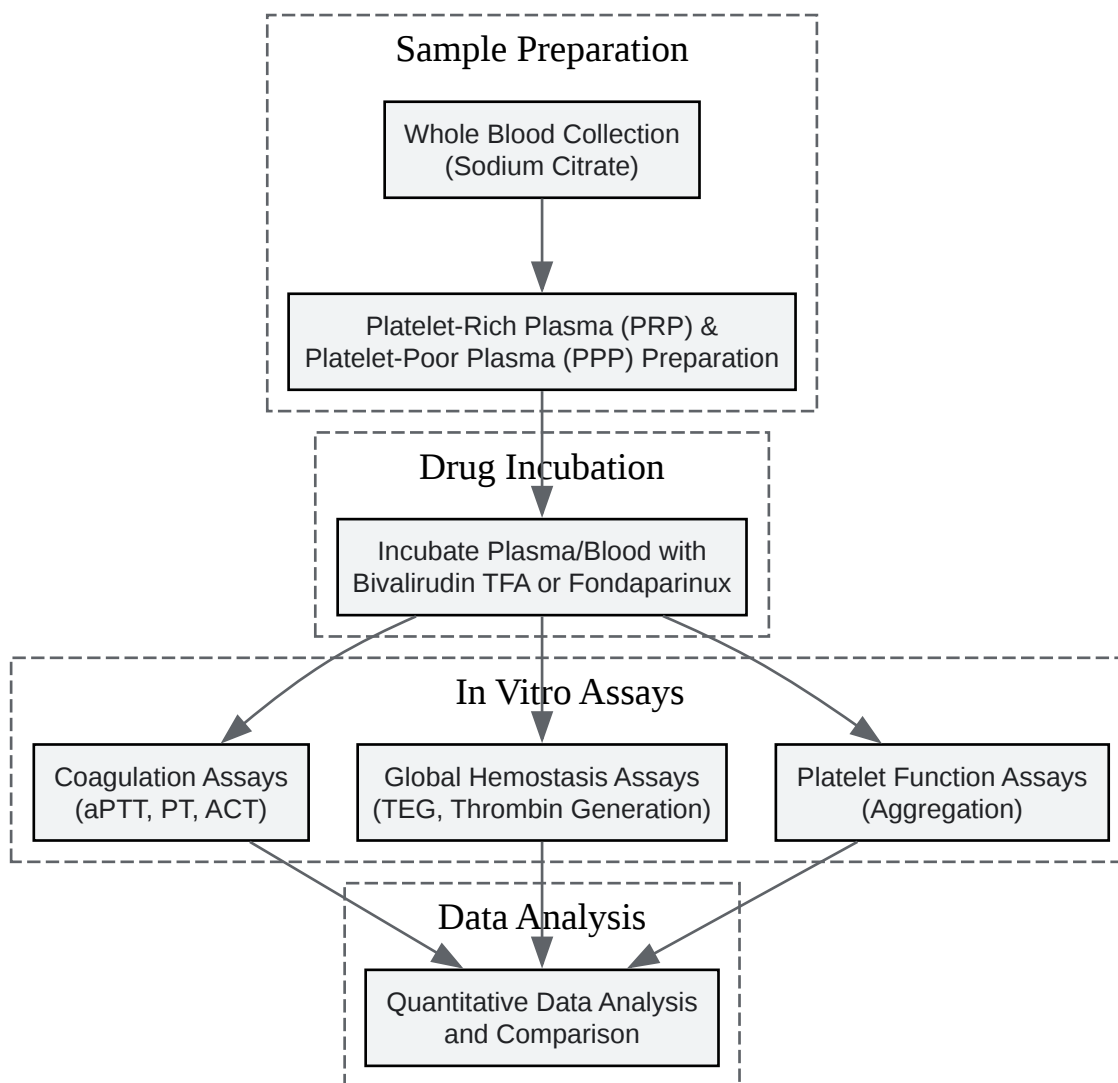 Sample Preparation
Whole Blood Collection
(Sodium Citrate)
Platelet-Rich Plasma (PRP) &
Platelet-Poor Plasma (PPP) Preparation
Drug Incubation
Incubate Plasma/Blood with
Bivalirudin TFA or Fondaparinux
In Vitro Assays
Coagulation Assays
(aPTT, PT, ACT)
Global Hemostasis Assays
(TEG, Thrombin Generation)
Platelet Function Assays
(Aggregation)
Data Analysis
Quantitative Data Analysis
and Comparison